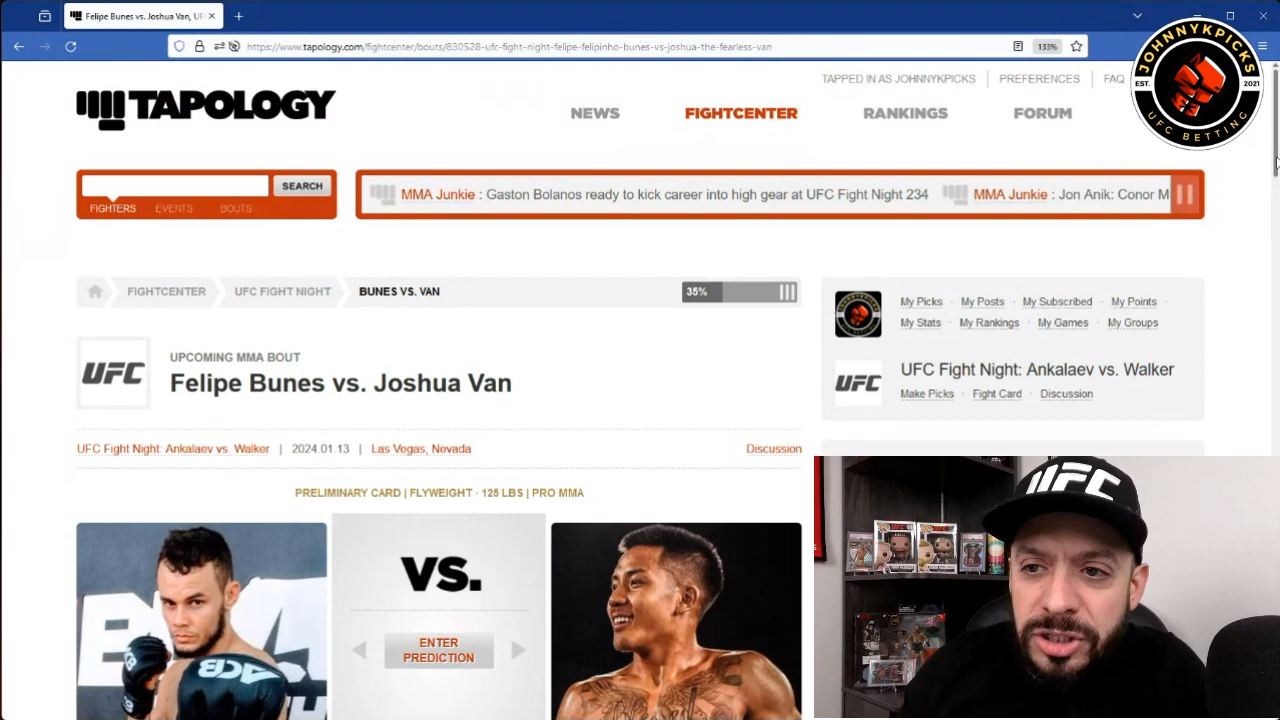 Felipe Bunes vs. Joshua Van, UF
https://www.tapology.com/fightcenter/bouts/830528-ufc-fight-night-felipe-felipinho-bunes-vs-joshua-the-fearless-van
133%
JOHNNYKPICKS
EST. 2021
UFC BETTING
TAPPED IN AS JOHNNYKPICKS
PREFERENCES
FAQ
TAPOLOGY
NEWS
FIGHTCENTER
RANKINGS
FORUM
SEARCH
FIGHTERS
EVENTS
BOUTS
MMA Junkie : Gaston Bolanos ready to kick career into high gear at UFC Fight Night 234
MMA Junkie : Jon Anik: Conor M
FIGHTCENTER
UFC FIGHT NIGHT
BUNES VS. VAN
35%
My Picks · My Posts · My Subscribed · My Points ·
My Stats · My Rankings · My Games · My Groups
UFC
UPCOMING MMA BOUT
Felipe Bunes vs. Joshua Van
UFC
UFC Fight Night: Ankalaev vs. Walker
Make Picks · Fight Card · Discussion
UFC Fight Night: Ankalaev vs. Walker | 2024.01.13 | Las Vegas, Nevada
Discussion
PRELIMINARY CARD | FLYWEIGHT · 125 LBS | PRO MMA
VS.
ENTER
PREDICTION
UFC